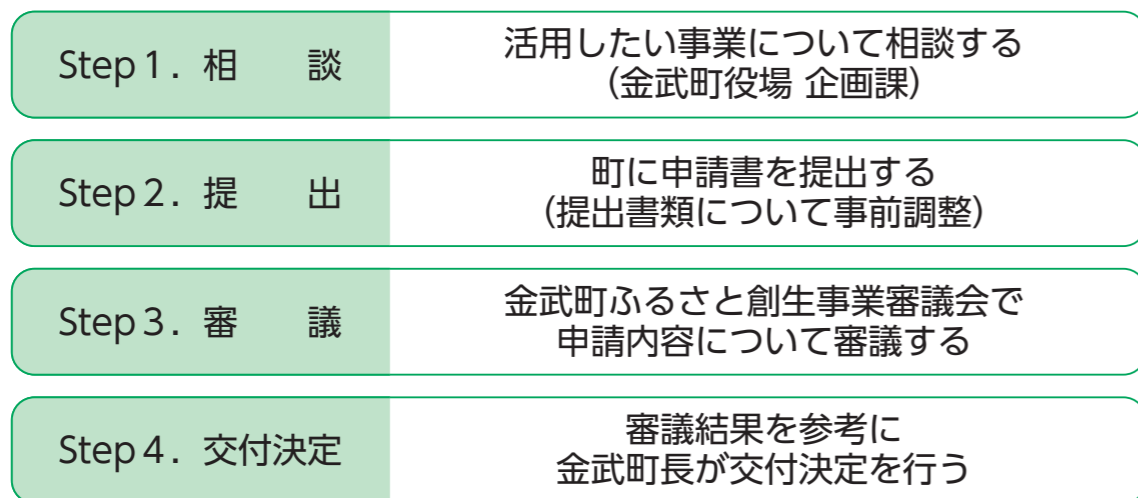 Step 1. 相　　談
活用したい事業について相談する
(金武町役場 企画課)
Step 2. 提　　出
町に申請書を提出する
(提出書類について事前調整)
Step 3. 審　　議
金武町ふるさと創生事業審議会で
申請内容について審議する
Step 4. 交付決定
審議結果を参考に
金武町長が交付決定を行う